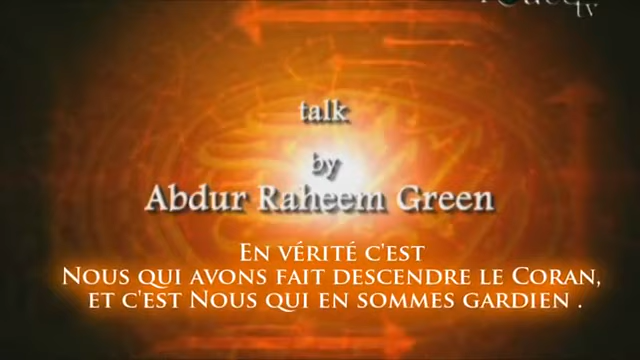 talk
by
Abdur Raheem Green
En vérité c'est
Nous qui avons fait descendre le Coran,
et c'est Nous qui en sommes gardien .